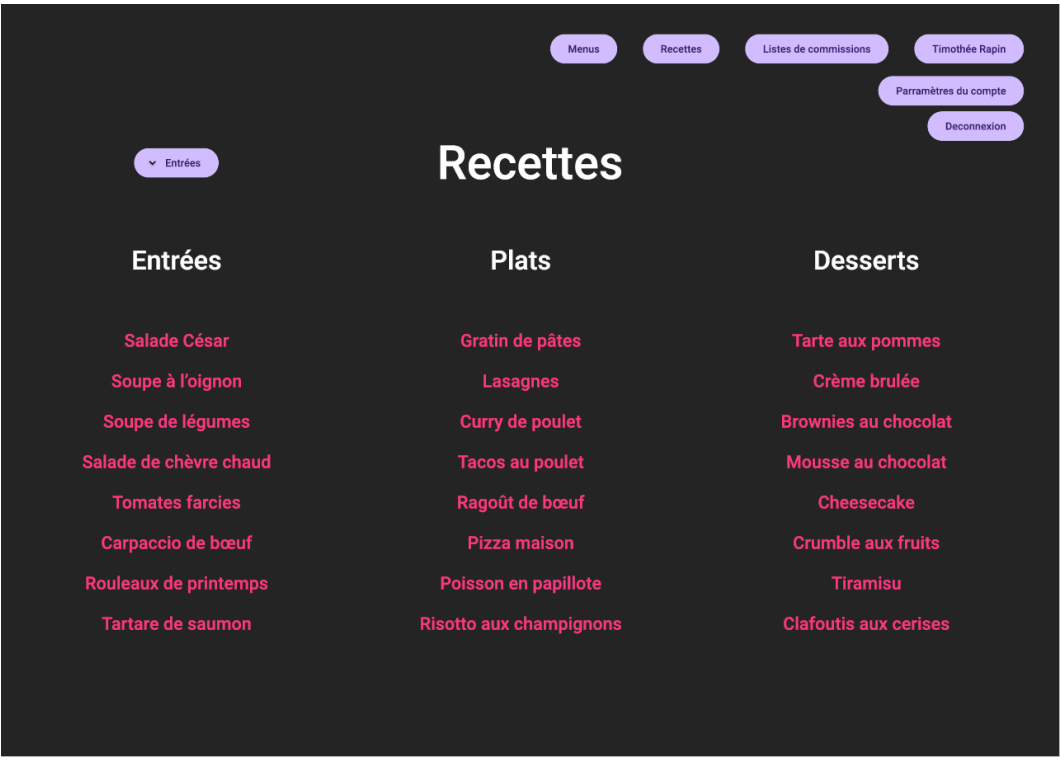 Menus
Recettes
Listes de commissions
Timothée Rapin
Parramètres du compte
Deconnexion
Entrées
Recettes
Entrées
Salade César
Soupe à l’oignon
Soupe de légumes
Salade de chèvre chaud
Tomates farcies
Carpaccio de bœuf
Rouleaux de printemps
Tartare de saumon
Plats
Gratin de pâtes
Lasagnes
Curry de poulet
Tacos au poulet
Ragoût de bœuf
Pizza maison
Poisson en papillote
Risotto aux champignons
Desserts
Tarte aux pommes
Crème brulée
Brownies au chocolat
Mousse au chocolat
Cheesecake
Crumble aux fruits
Tiramisu
Clafoutis aux cerises